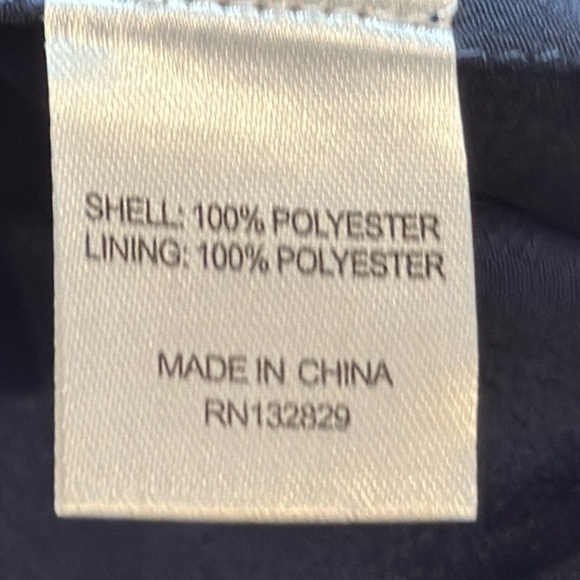 SHELL: 100% POLYESTER
LINING: 100% POLYESTER
MADE IN CHINA
RN132829